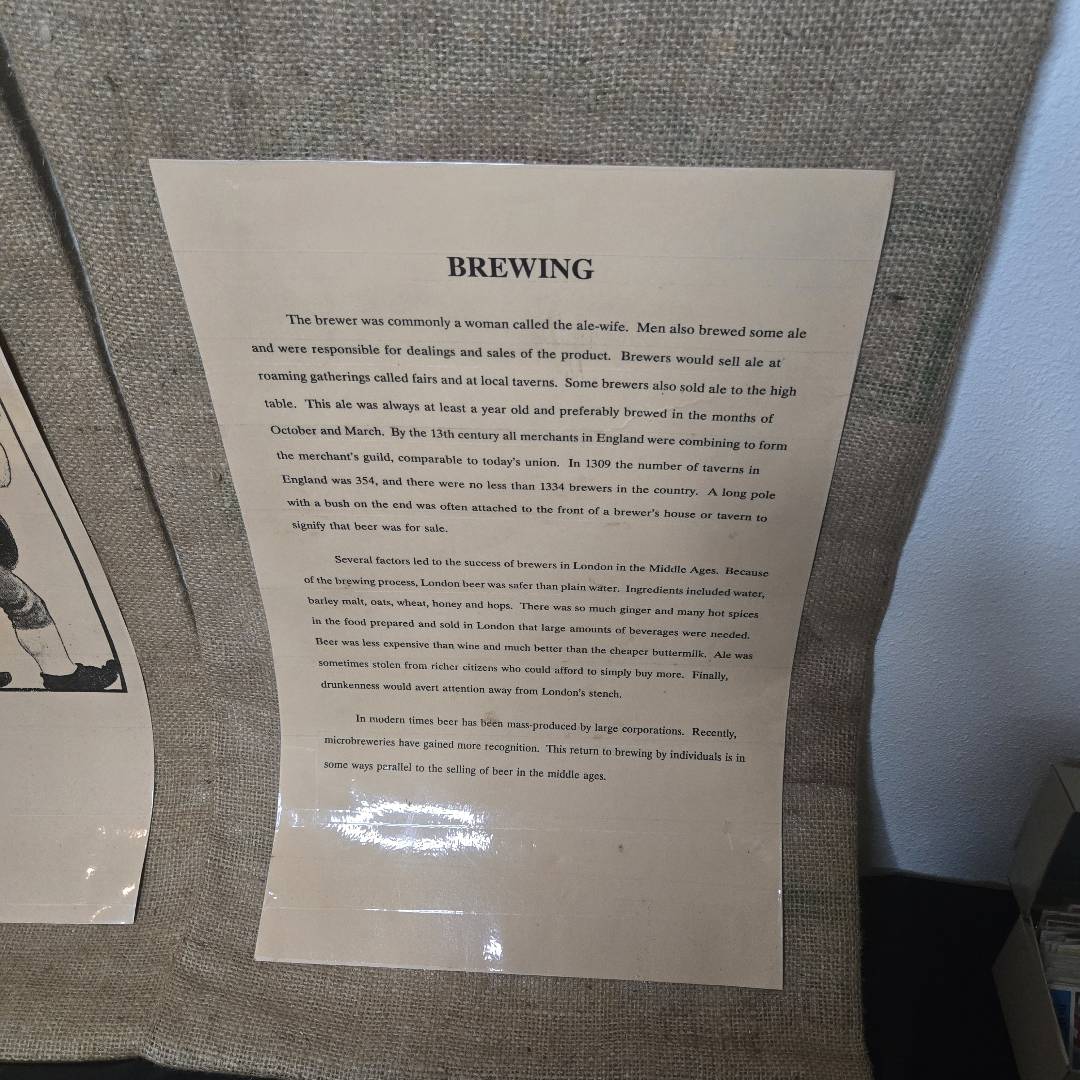 BREWING
The brewer was commonly a woman called the ale-wife. Men also brewed some ale
and were responsible for dealings and sales of the product. Brewers would sell ale at
roaming gatherings called fairs and at local taverns. Some brewers also sold ale to the high
table. This ale was always at least a year old and preferably brewed in the months of
October and March. By the 13th century all merchants in England were combining to form
the merchant's guild, comparable to today's union. In 1309 the number of taverns in
England was 354, and there were no less than 1334 brewers in the country. A long pole
with a bush on the end was often attached to the front of a brewer's house or tavern to
signify that beer was for sale.
Several factors led to the success of brewers in London in the Middle Ages. Because
of the brewing process, London beer was safer than plain water. Ingredients included water,
barley malt, oats, wheat, honey and hops. There was so much ginger and many hot spices
in the food prepared and sold in London that large amounts of beverages were needed.
Beer was less expensive than wine and much better than the cheaper buttermilk. Ale was
sometimes stolen from richer citizens who could afford to simply buy more. Finally,
drunkenness would avert attention away from London's stench.
In modern times beer has been mass-produced by large corporations. Recently,
microbreweries have gained more recognition. This return to brewing by individuals is in
some ways perallel to the selling of beer in the middle ages.